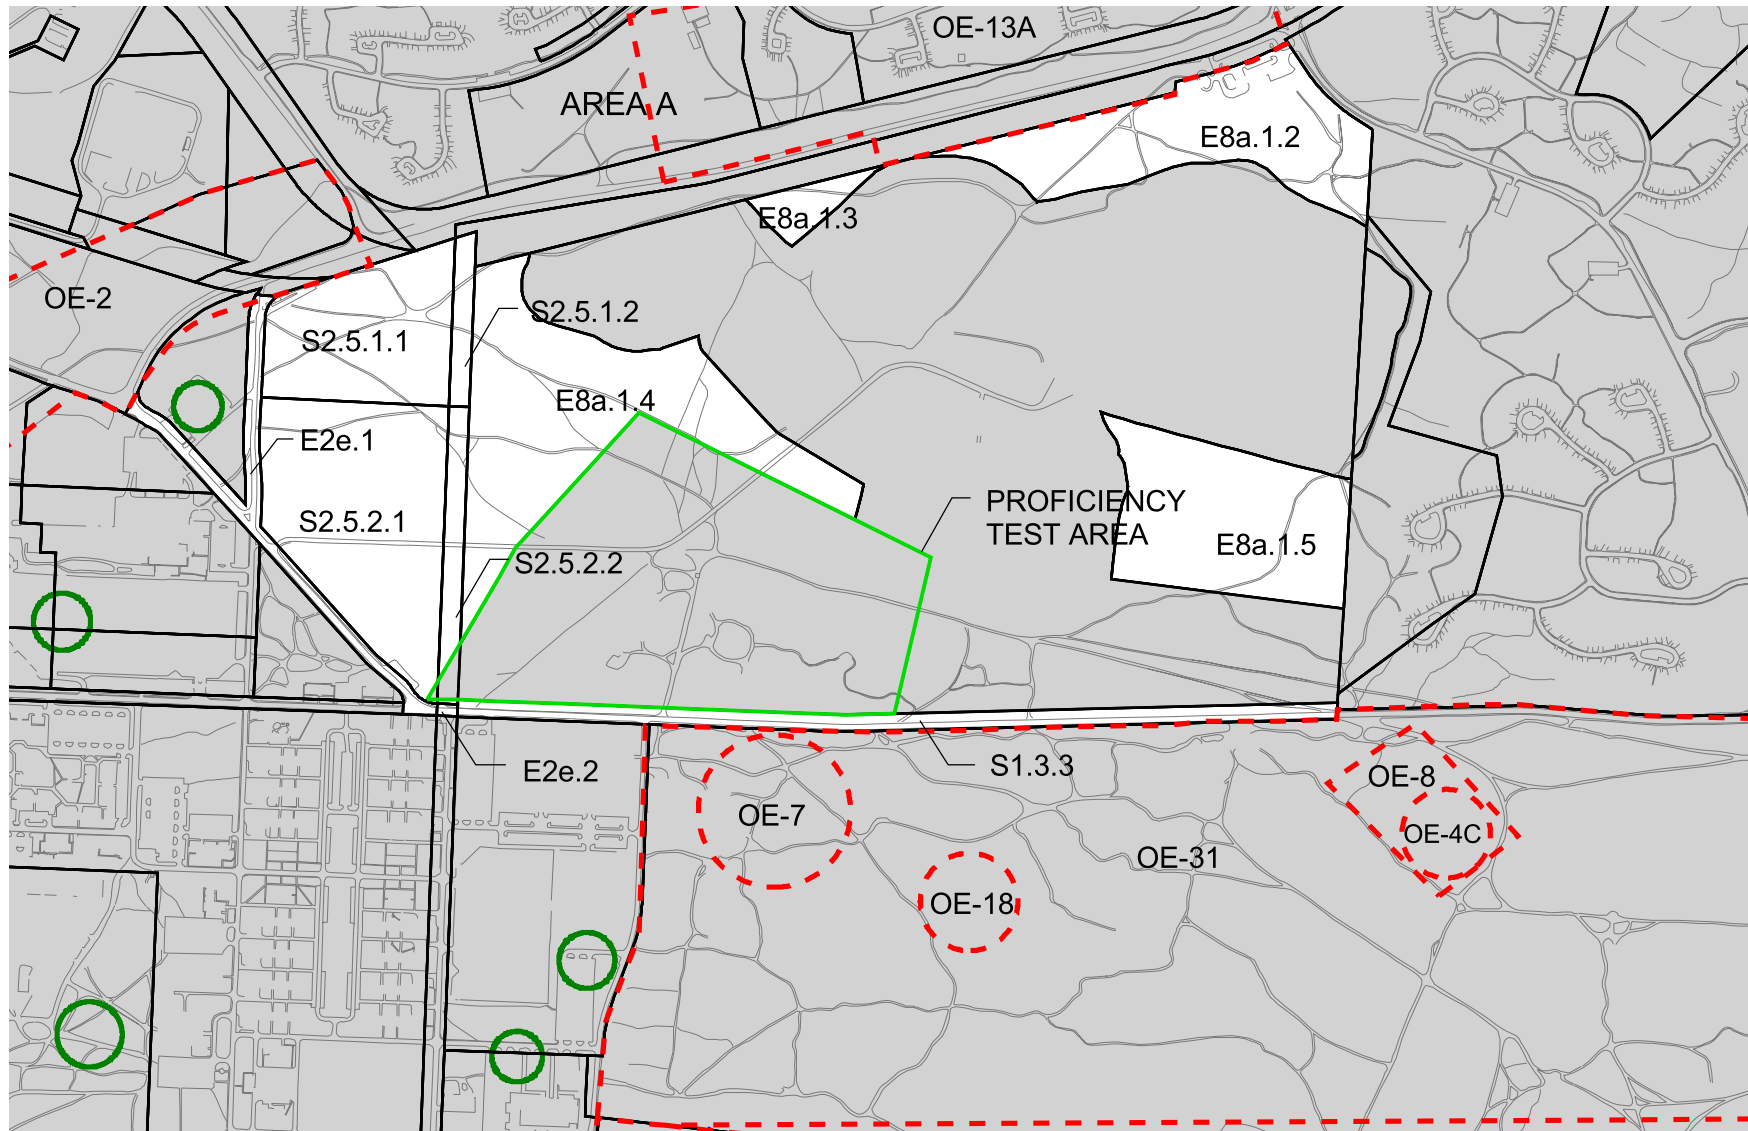 OE-13A
AREA A
E8a.1.2
E8a.1.3
OE-2
S2.5.1.2
S2.5.1.1
E8a.1.4
E2e.1
PROFICIENCY
TEST AREA
S2.5.2.1
E8a.1.5
S2.5.2.2
S1.3.3
E2e.2
OE-8
OE-7
OE-4C
OE-31
OE-18